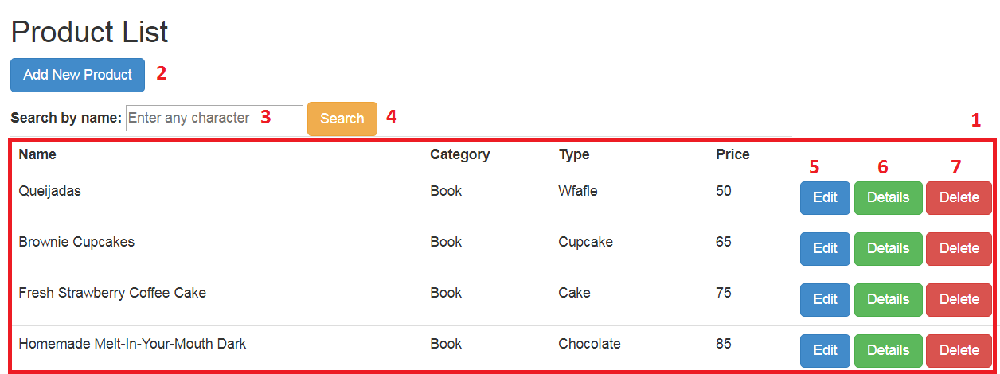 Product List
Add New Product 2
Search by name: Enter any character 3 Search 4 1
Name Category Type Price
5 6 7
Queijadas Book Wfafle 50 Edit Details Delete
Brownie Cupcakes Book Cupcake 65 Edit Details Delete
Fresh Strawberry Coffee Cake Book Cake 75 Edit Details Delete
Homemade Melt-In-Your-Mouth Dark Book Chocolate 85 Edit Details Delete